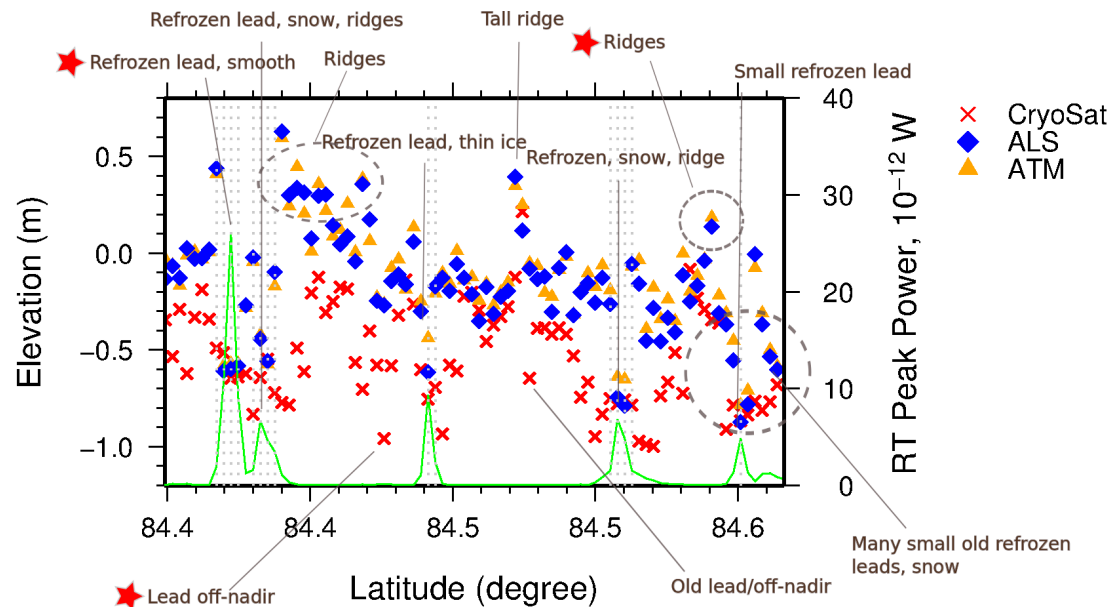 Refrozen lead, snow, ridges
Tall ridge
Refrozen lead, smooth
Ridges
Ridges
Small refrozen lead
Refrozen lead, thin ice
Refrozen, snow, ridge
CryoSat
ALS
ATM
Elevation (m)
0.5
0.0
−0.5
−1.0
40
30
20
10
0
RT Peak Power, 10−12 W
84.4
84.4
84.5
84.5
84.6
Latitude (degree)
Lead off-nadir
Old lead/off-nadir
Many small old refrozen
leads, snow